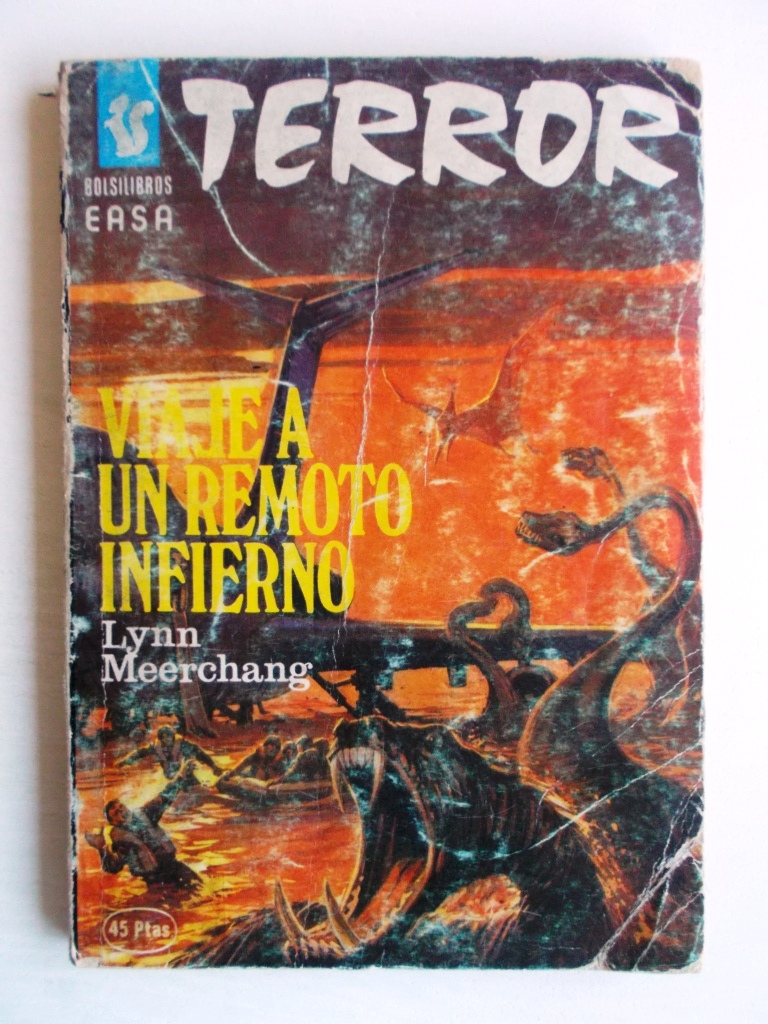 TERROR
BOLSILIBROS
EASA
VIAJE A
UN REMOTO
INFIERNO
Lynn
Meerchang
45 Ptas